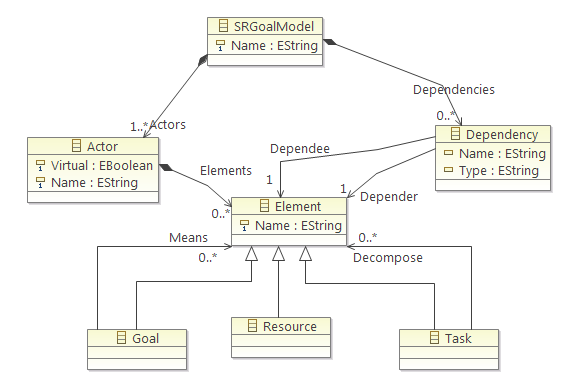 SRGoalModel
Name : EString
Dependencies
1..*
Actors
0..*
Actor
Virtual : EBoolean
Name : EString
Dependency
Name : EString
Type : EString
Dependee
Elements
1
1
Depender
0..*
Element
Name : EString
Means
0..*
0..*
Decompose
Goal
Resource
Task